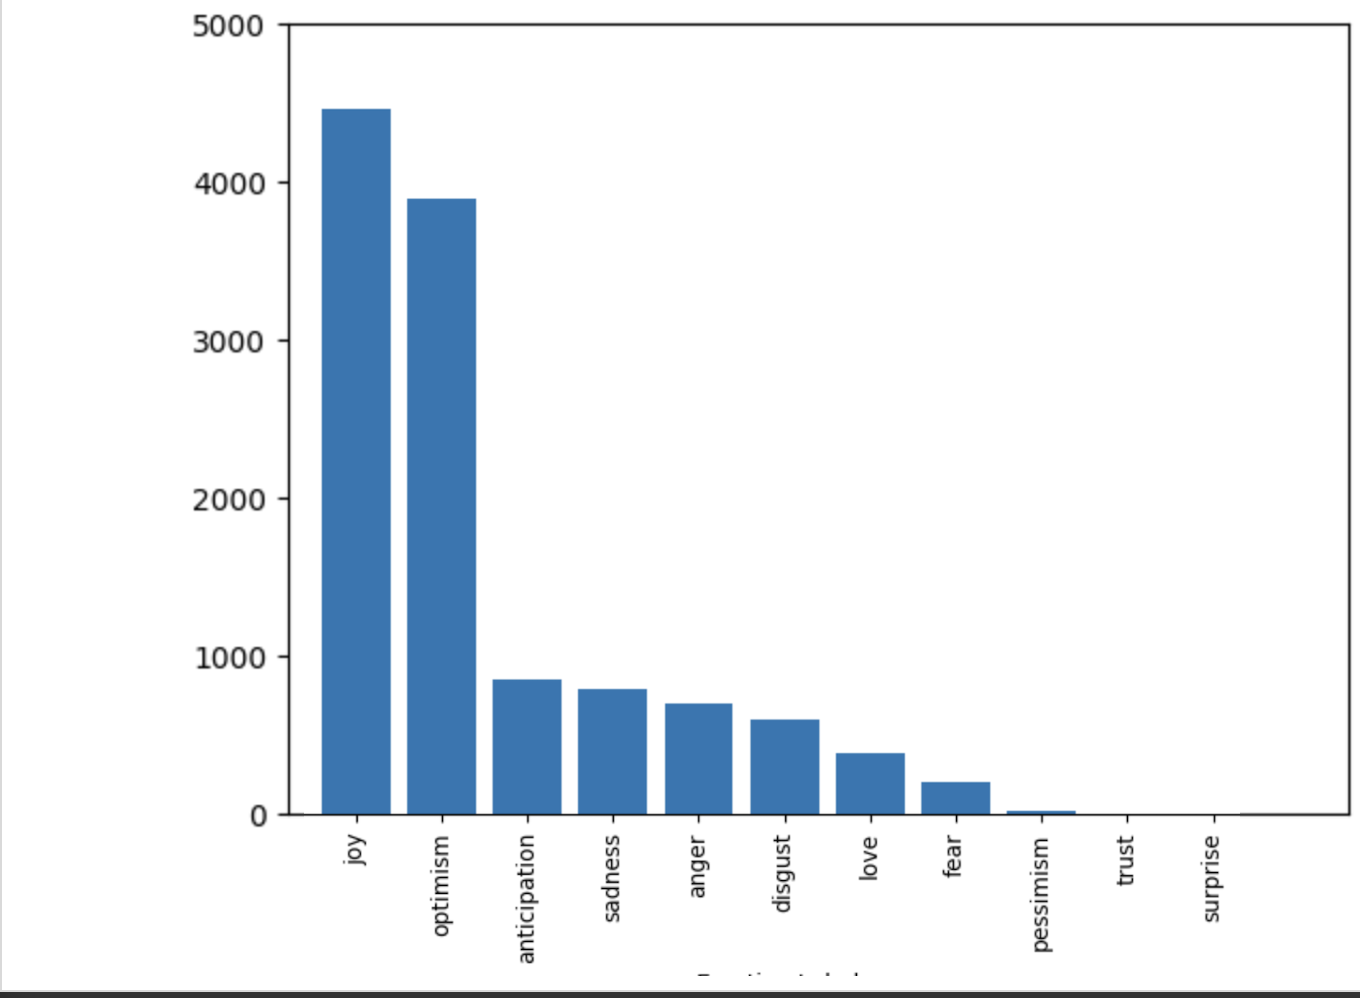 5000
4000
3000
2000
1000
0
joy
optimism
anticipation
sadness
anger
disgust
love
fear
pessimism
trust
surprise